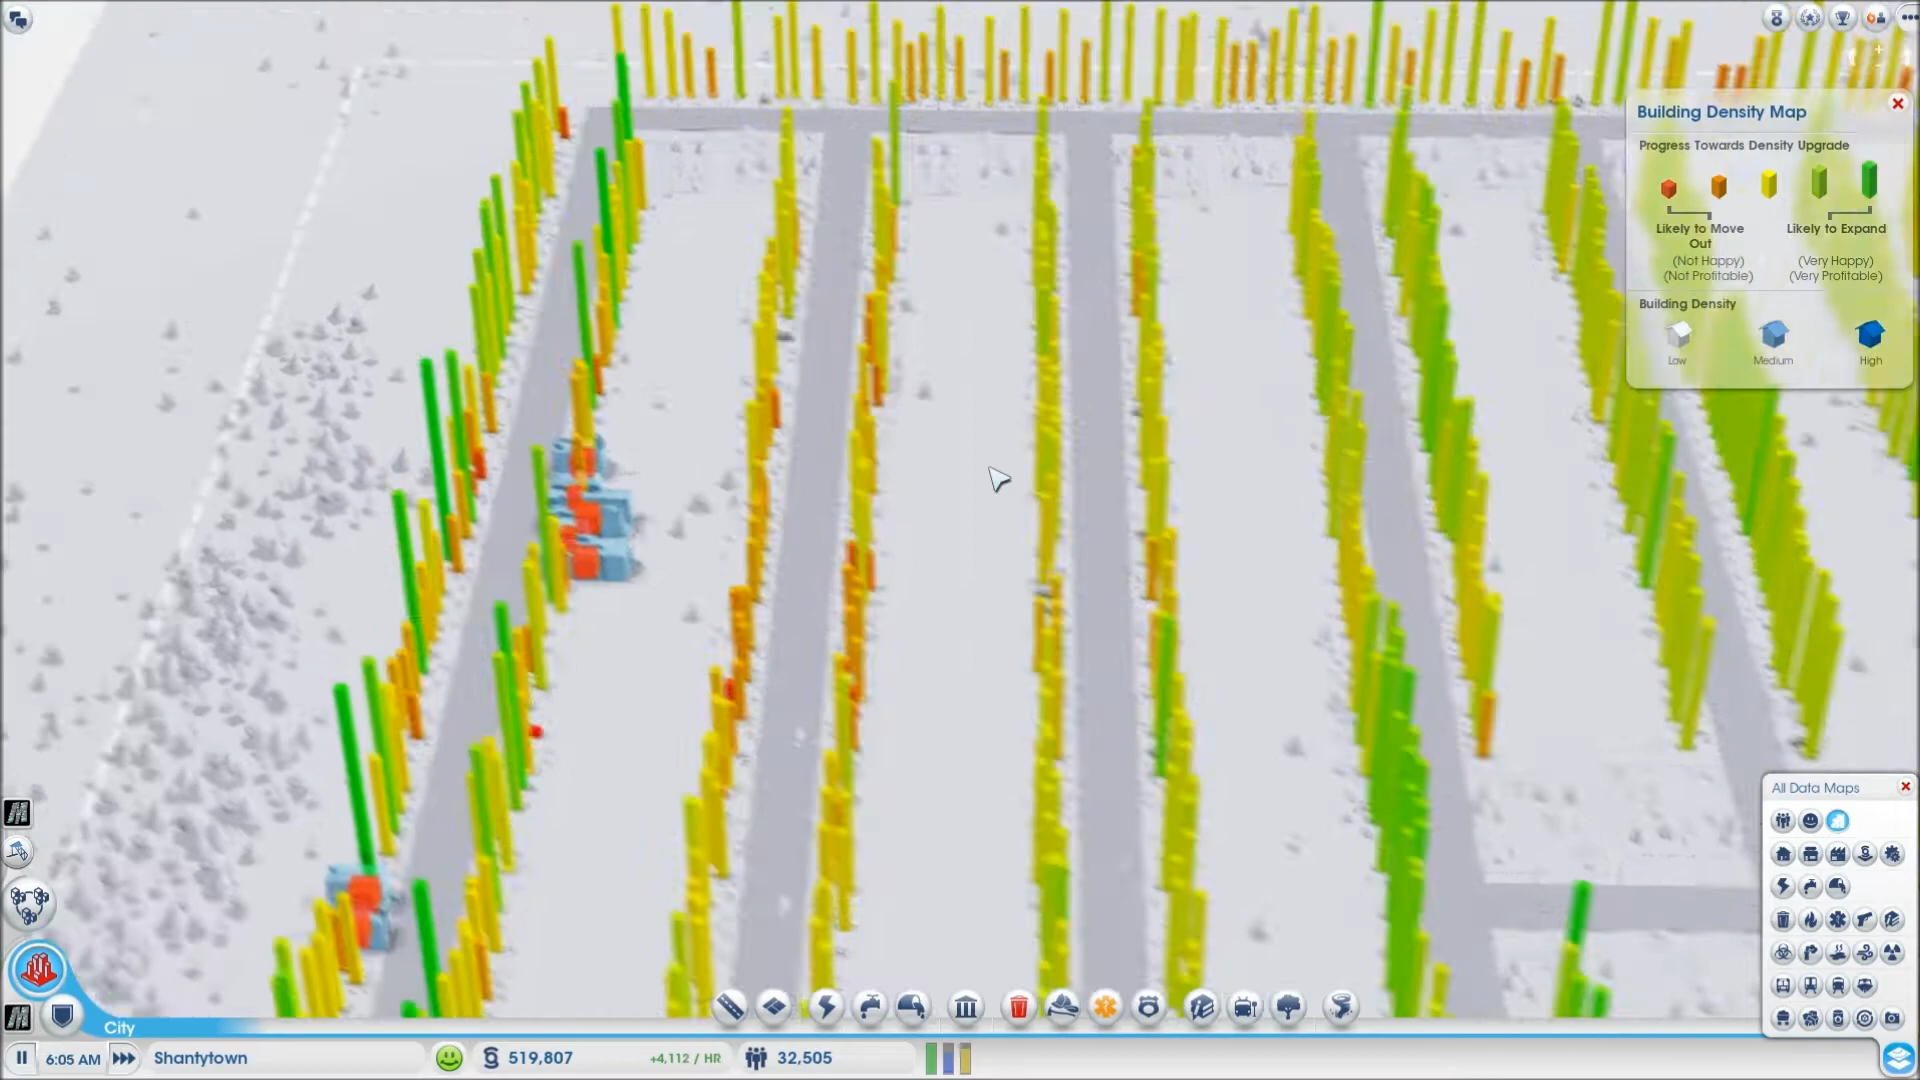 Building Density Map
Progress Towards Density Upgrade
Likely to Move Out
Likely to Expand
(Not Happy)
(Very Happy)
(Not Profitable)
(Very Profitable)
Building Density
Low
Medium
High
All Data Maps
City
6:05 AM
Shantytown
519,807
+4,112 / HR
32,505